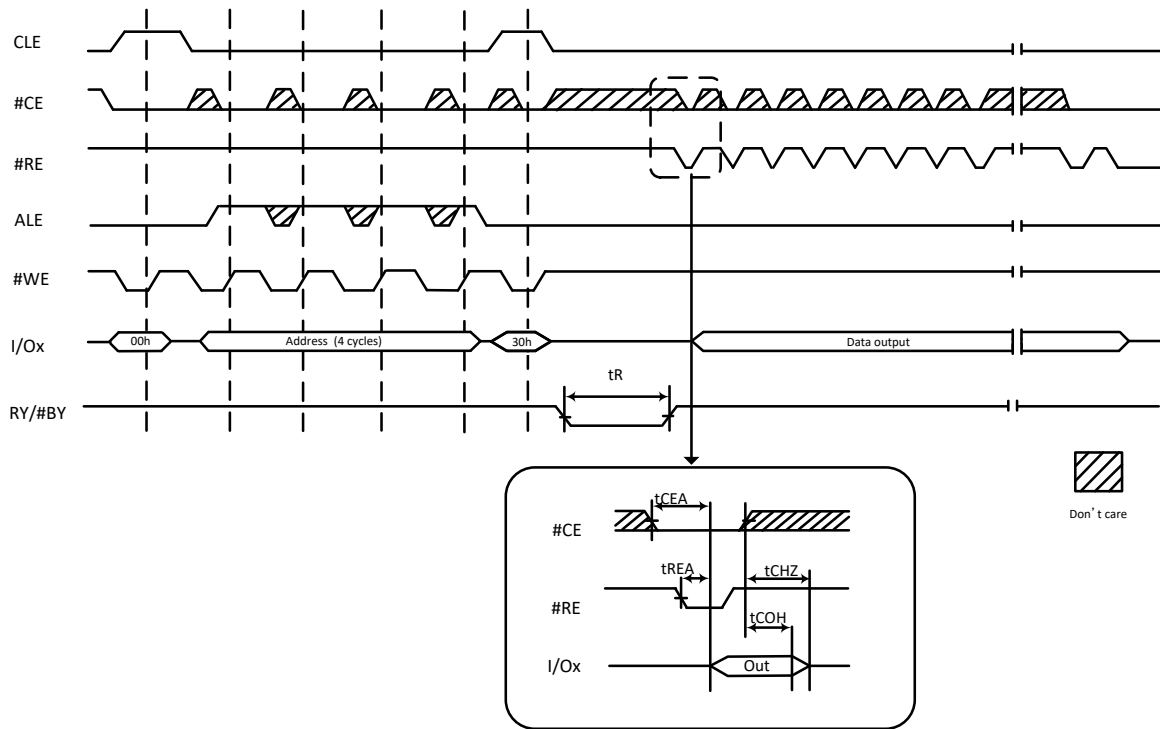 CLE
#CE
#RE
ALE
#WE
I/Ox
00h
Address (4 cycles)
30h
Data output
tR
RY/#BY
Don't care
tCEA
#CE
tREA
tCHZ
#RE
tCOH
I/Ox
Out